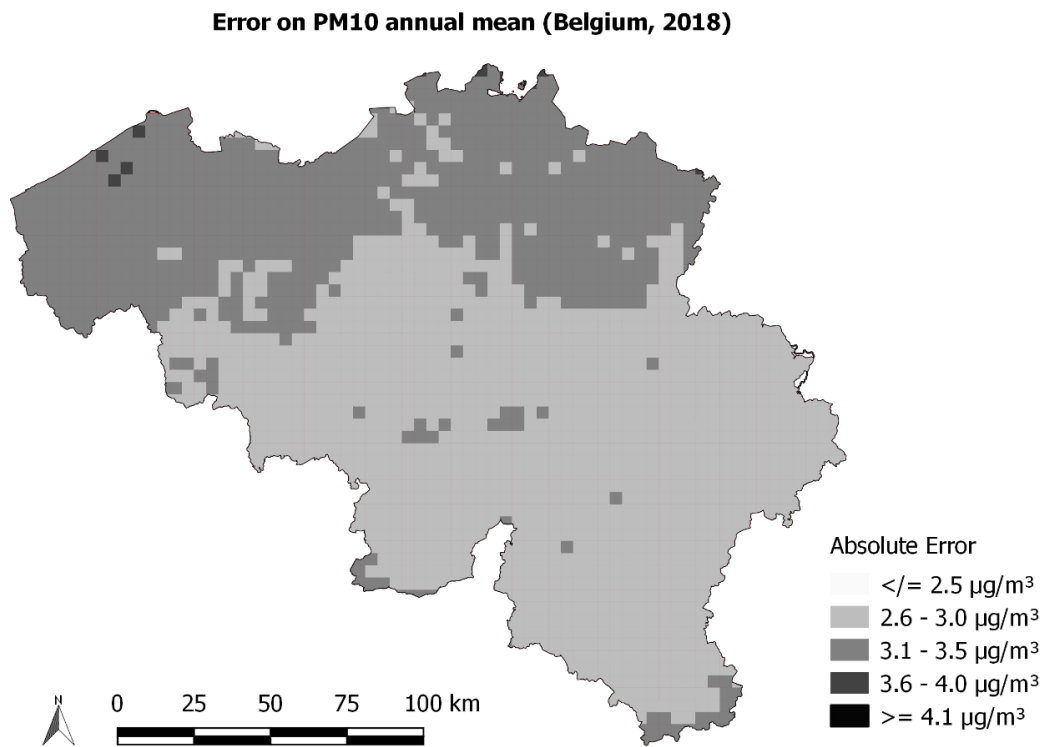 Error on PM10 annual mean (Belgium, 2018)
Absolute Error
</= 2.5 µg/m³
2.6 - 3.0 µg/m³
3.1 - 3.5 µg/m³
3.6 - 4.0 µg/m³
>= 4.1 µg/m³
N
0 25 50 75 100 km